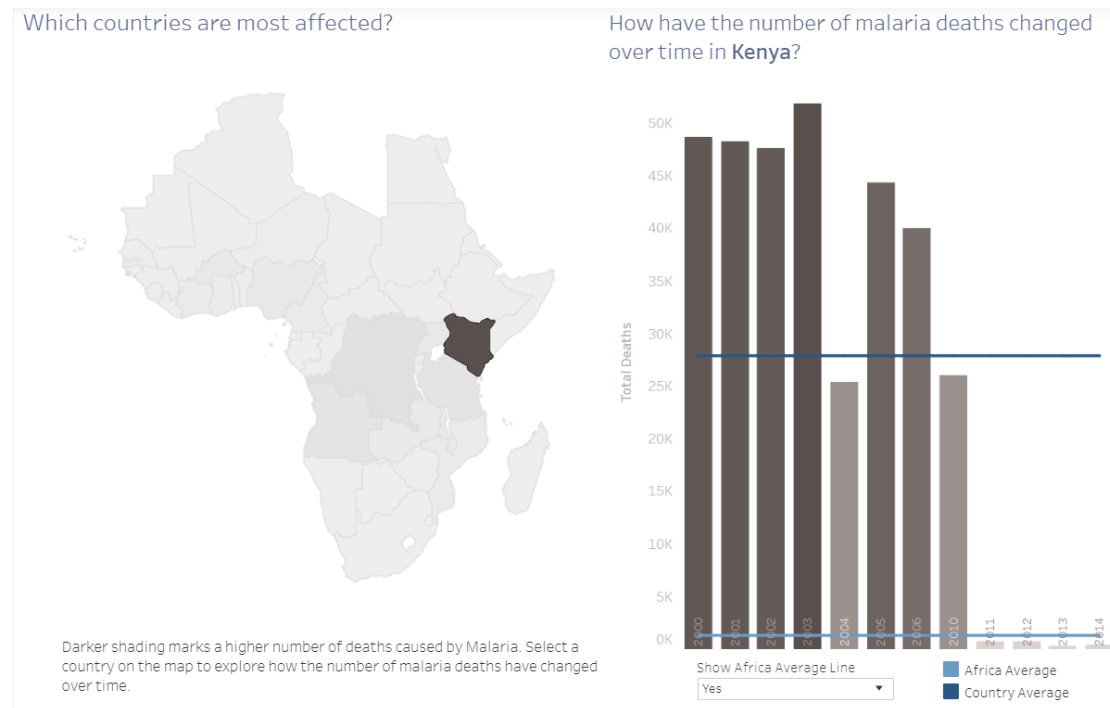 Which countries are most affected?
How have the number of malaria deaths changed
over time in Kenya?
50K
45K
40K
35K
30K
25K
20K
15K
10K
5K
0K
Total Deaths
2000
2001
2002
2003
2004
2005
2006
2010
2011
2012
2013
2014
Darker shading marks a higher number of deaths caused by Malaria. Select a
country on the map to explore how the number of malaria deaths have changed
over time.
Show Africa Average Line
Yes
Africa Average
Country Average